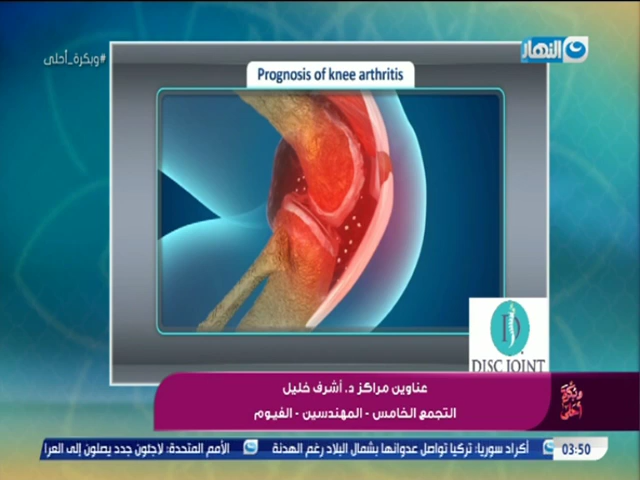 #وبكرة_أحلى
النهار
Prognosis of knee arthritis
DISC JOINT
عناوين مراكز د. أشرف خليل
التجمع الخامس - المهندسين - الفيوم
وبكرة أحلى
03:50
أكراد سوريا: تركيا تواصل عدوانها بشمال البلاد رغم الهدنة
الأمم المتحدة: لاجئون جدد يصلون إلى العرا